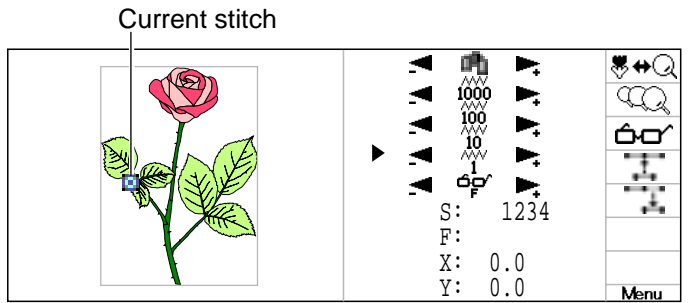 Current stitch
- +
1000
- +
100
- +
10
- +
1
- F +
S: 1234
F:
X: 0.0
Y: 0.0
Menu